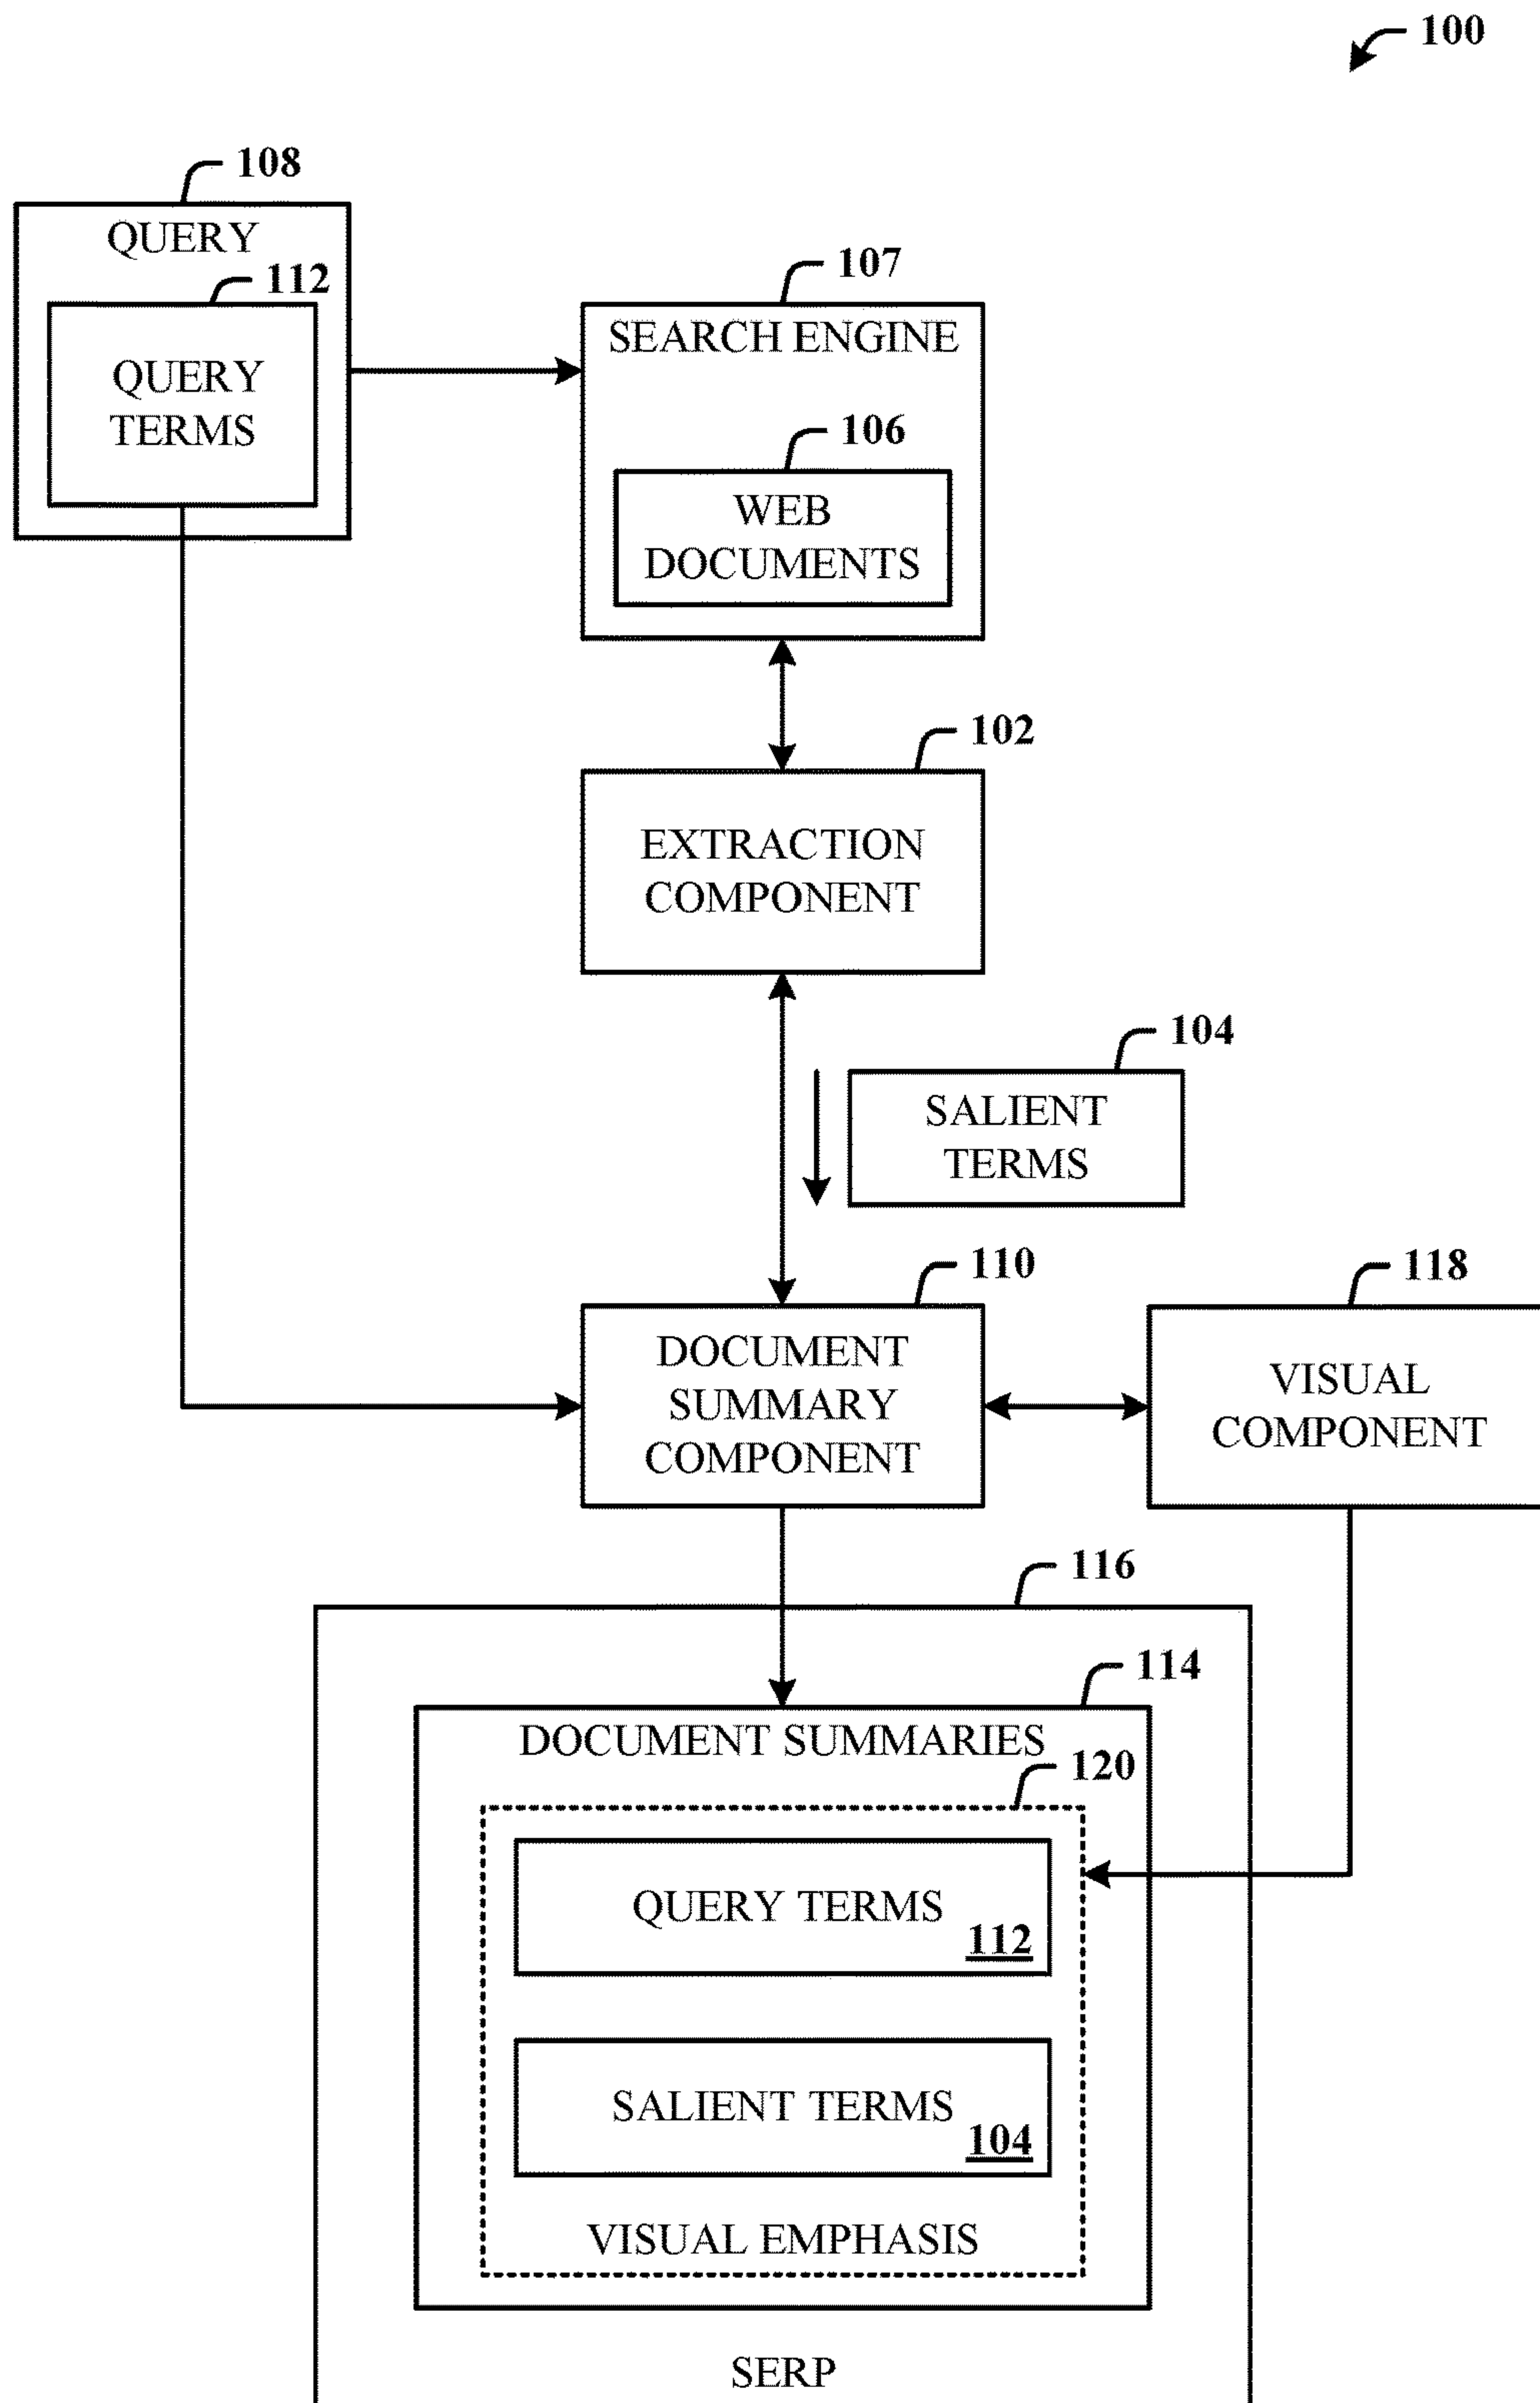 100
108
QUERY
112
QUERY
TERMS
107
SEARCH ENGINE
106
WEB
DOCUMENTS
102
EXTRACTION
COMPONENT
104
SALIENT
TERMS
110
DOCUMENT
SUMMARY
COMPONENT
118
VISUAL
COMPONENT
116
114
DOCUMENT SUMMARIES
120
QUERY TERMS
112
SALIENT TERMS
104
VISUAL EMPHASIS
SERP